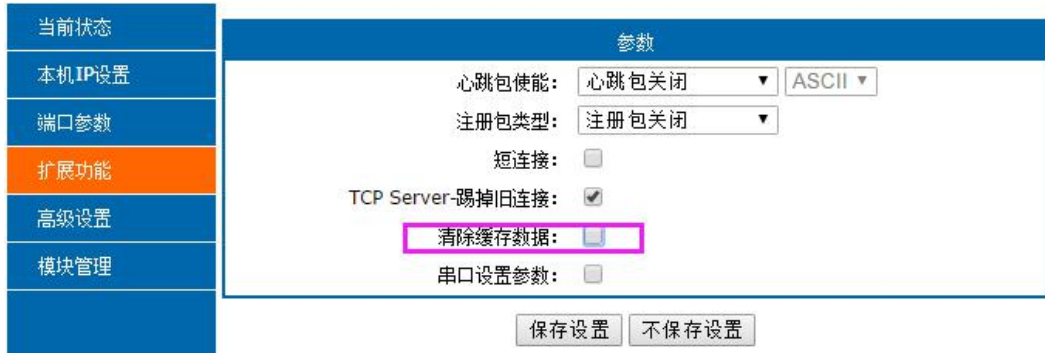 当前状态
本机IP设置
端口参数
扩展功能
高级设置
模块管理
参数
心跳包使能： 心跳包关闭 ASCII
注册包类型： 注册包关闭
短连接：
TCP Server-踢掉旧连接：
清除缓存数据：
串口设置参数：
保存设置 不保存设置